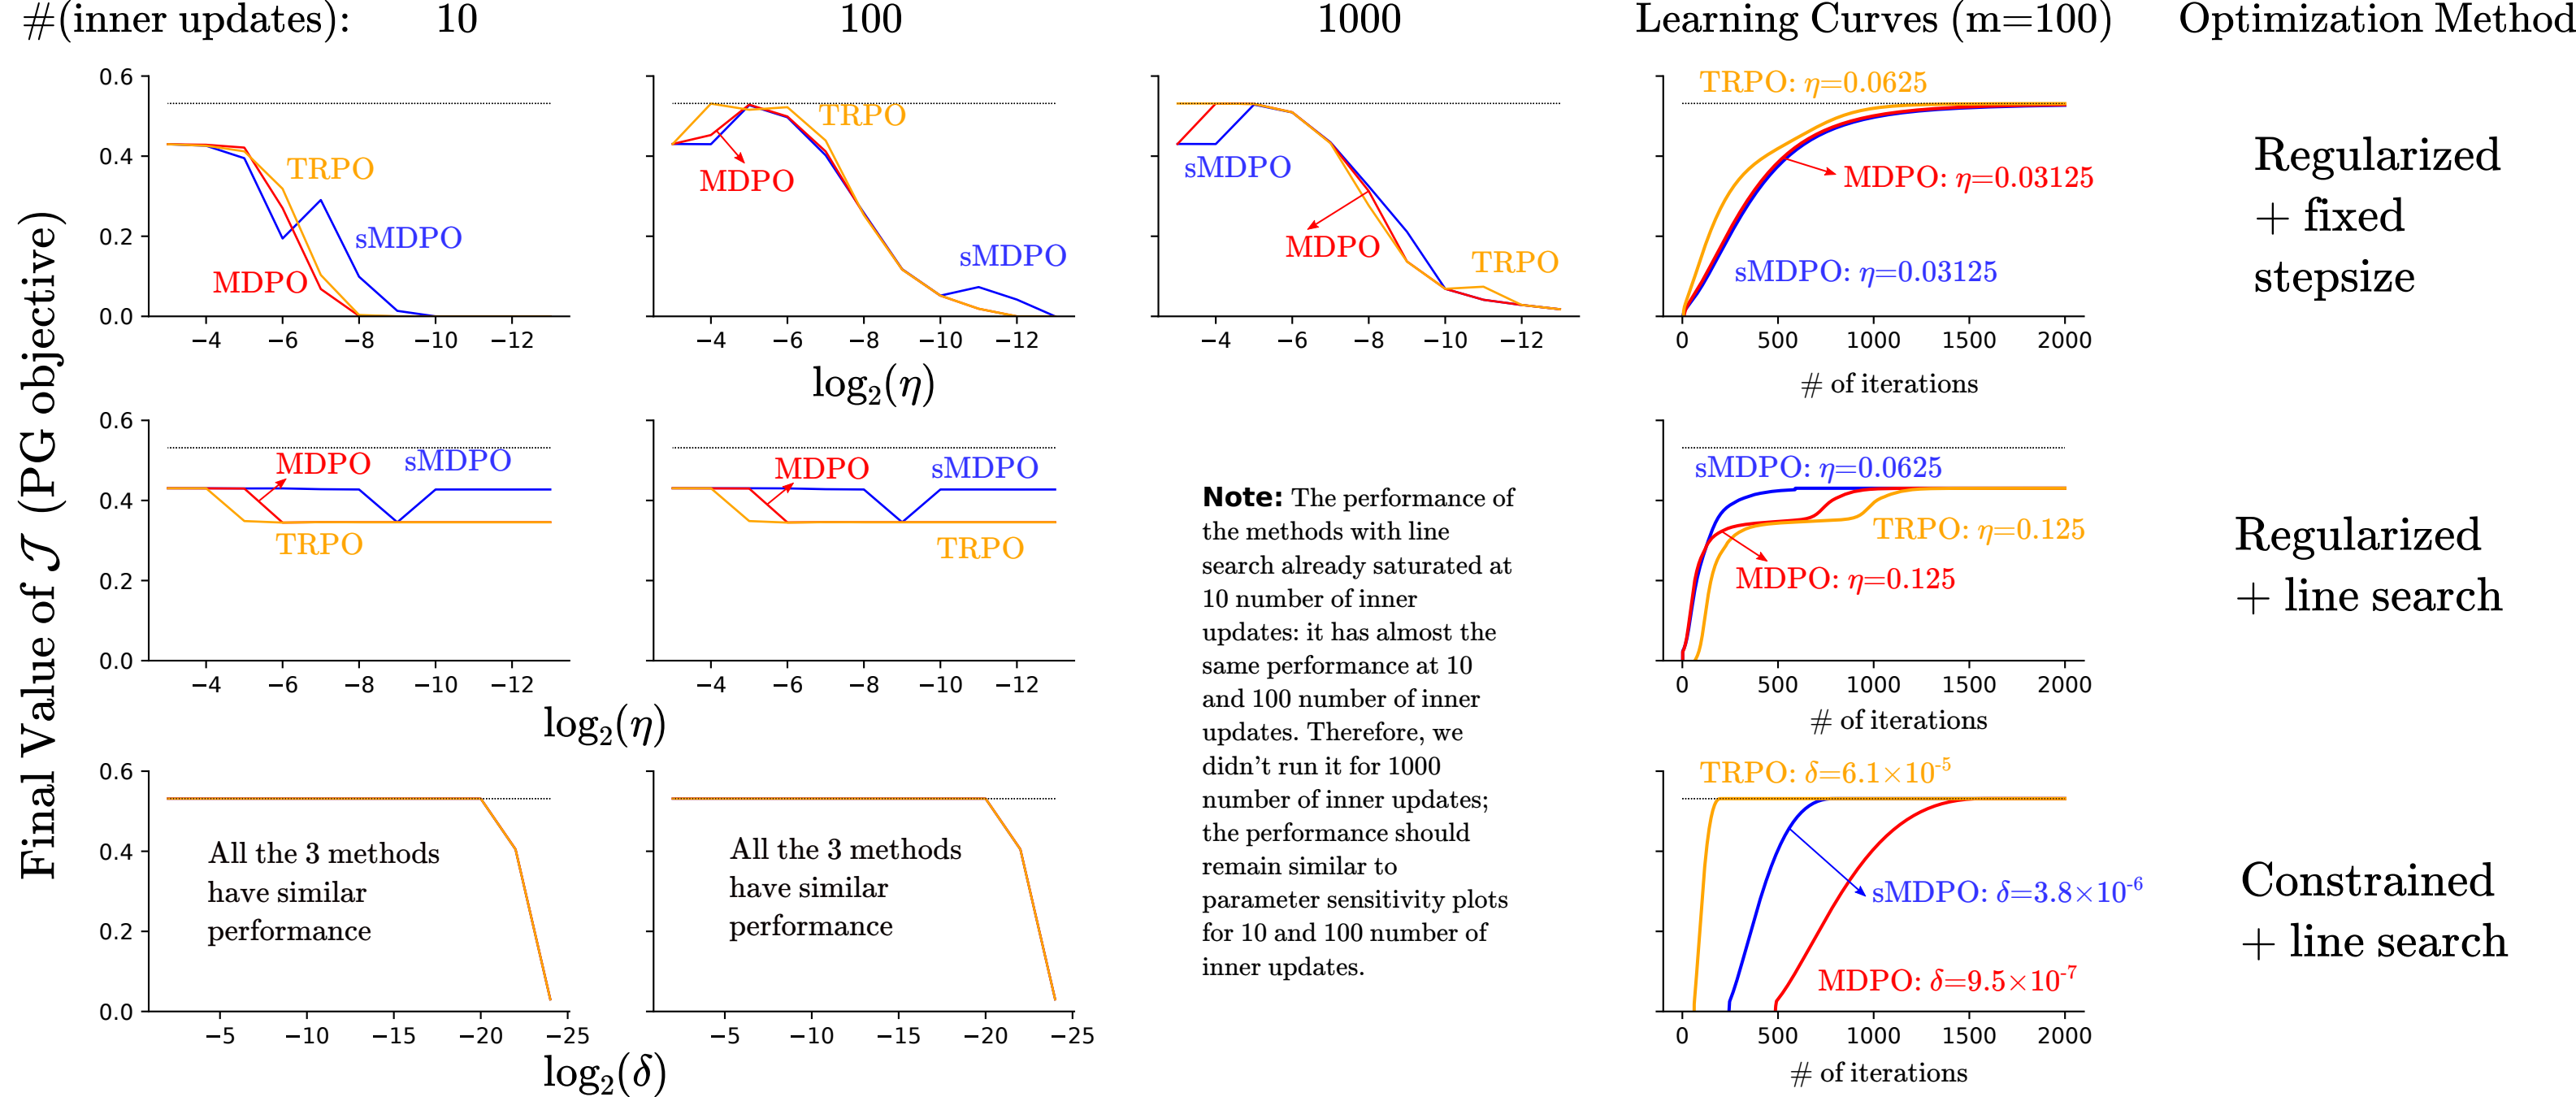 #(inner updates): 10 100 1000 Learning Curves (m=100) Optimization Method
Final Value of 𝒥 (PG objective)
0.6
0.4
0.2
0.0
−4 −6 −8 −10 −12
TRPO
sMDPO
MDPO
−4 −6 −8 −10 −12
TRPO
MDPO
sMDPO
−4 −6 −8 −10 −12
sMDPO
MDPO
TRPO
log₂(η)
TRPO: η=0.0625
MDPO: η=0.03125
sMDPO: η=0.03125
0 500 1000 1500 2000
# of iterations
Regularized
+ fixed
stepsize
0.6
0.4
0.2
0.0
−4 −6 −8 −10 −12
MDPO
sMDPO
TRPO
−4 −6 −8 −10 −12
MDPO
sMDPO
TRPO
log₂(η)
Note: The performance of
the methods with line
search already saturated at
10 number of inner
updates: it has almost the
same performance at 10
and 100 number of inner
updates. Therefore, we
didn't run it for 1000
number of inner updates;
the performance should
remain similar to
parameter sensitivity plots
for 10 and 100 number of
inner updates.
sMDPO: η=0.0625
TRPO: η=0.125
MDPO: η=0.125
0 500 1000 1500 2000
# of iterations
Regularized
+ line search
0.6
0.4
0.2
0.0
All the 3 methods
have similar
performance
−5 −10 −15 −20 −25
All the 3 methods
have similar
performance
−5 −10 −15 −20 −25
log₂(δ)
TRPO: δ=6.1×10⁻⁵
sMDPO: δ=3.8×10⁻⁶
MDPO: δ=9.5×10⁻⁷
0 500 1000 1500 2000
# of iterations
Constrained
+ line search